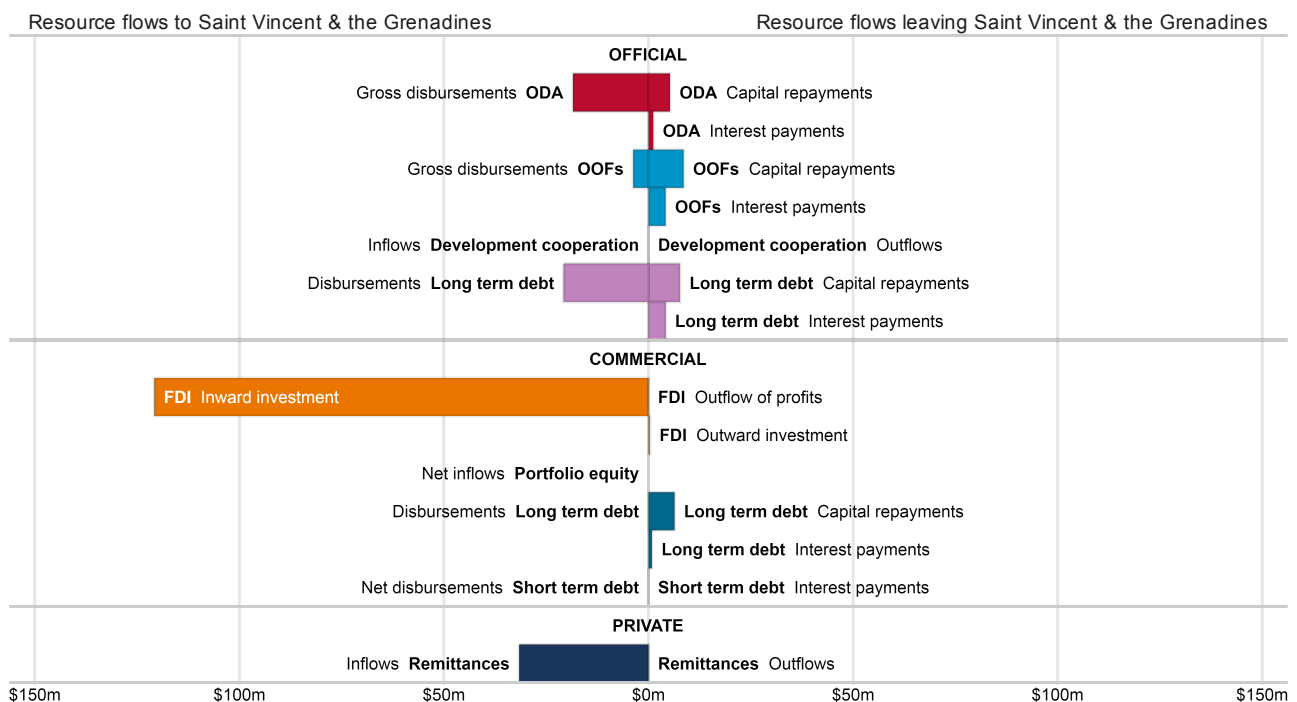 Resource flows to Saint Vincent & the Grenadines Resource flows leaving Saint Vincent & the Grenadines
OFFICIAL
Gross disbursements ODA ODA Capital repayments
ODA Interest payments
Gross disbursements OOFs OOFs Capital repayments
OOFs Interest payments
Inflows Development cooperation Development cooperation Outflows
Disbursements Long term debt Long term debt Capital repayments
Long term debt Interest payments
COMMERCIAL
FDI Inward investment FDI Outflow of profits
FDI Outward investment
Net inflows Portfolio equity
Disbursements Long term debt Long term debt Capital repayments
Long term debt Interest payments
Net disbursements Short term debt Short term debt Interest payments
PRIVATE
Inflows Remittances Remittances Outflows
$150m $100m $50m $0m $50m $100m $150m